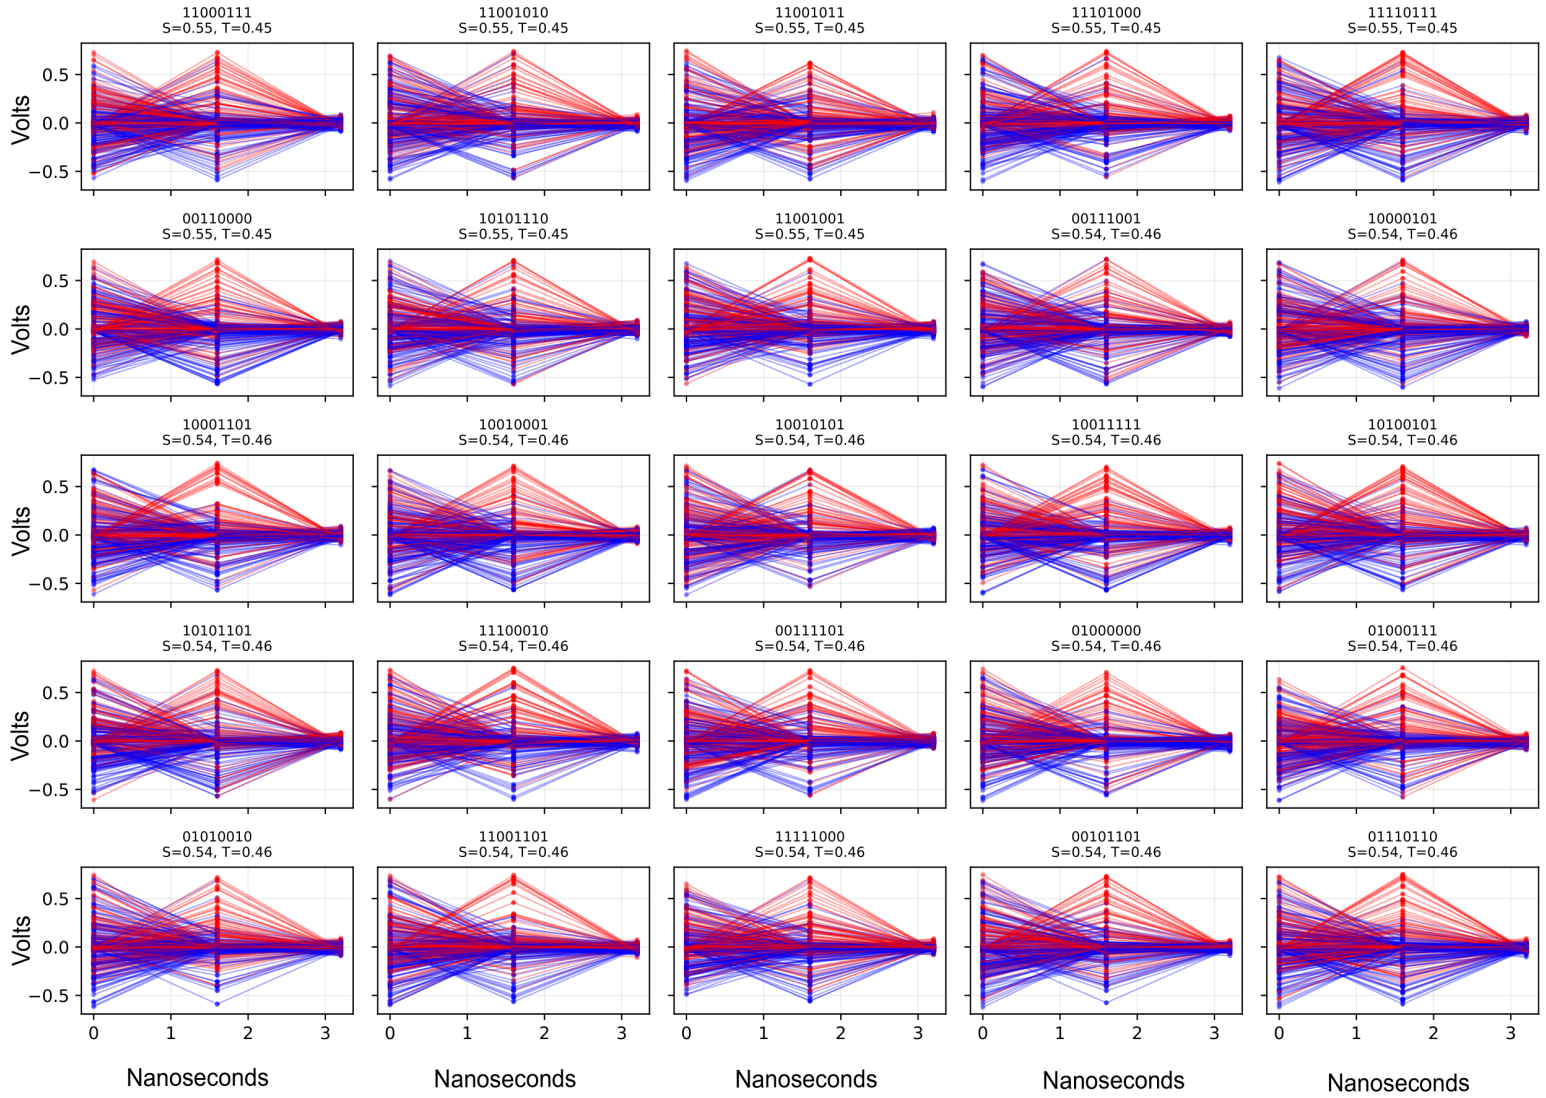 11000111 11001010 11001011 11101000 11110111
S=0.55, T=0.45 S=0.55, T=0.45 S=0.55, T=0.45 S=0.55, T=0.45 S=0.55, T=0.45
0.5
0.0
−0.5
Volts
00110000 10101110 11001001 00111001 10000101
S=0.55, T=0.45 S=0.55, T=0.45 S=0.55, T=0.45 S=0.54, T=0.46 S=0.54, T=0.46
0.5
0.0
−0.5
Volts
10001101 10010001 10010101 10011111 10100101
S=0.54, T=0.46 S=0.54, T=0.46 S=0.54, T=0.46 S=0.54, T=0.46 S=0.54, T=0.46
0.5
0.0
−0.5
Volts
10101101 11100010 00111101 01000000 01000111
S=0.54, T=0.46 S=0.54, T=0.46 S=0.54, T=0.46 S=0.54, T=0.46 S=0.54, T=0.46
0.5
0.0
−0.5
Volts
01010010 11001101 11111000 00101101 01110110
S=0.54, T=0.46 S=0.54, T=0.46 S=0.54, T=0.46 S=0.54, T=0.46 S=0.54, T=0.46
0.5
0.0
−0.5
Volts
0 1 2 3 0 1 2 3 0 1 2 3 0 1 2 3 0 1 2 3
Nanoseconds Nanoseconds Nanoseconds Nanoseconds Nanoseconds